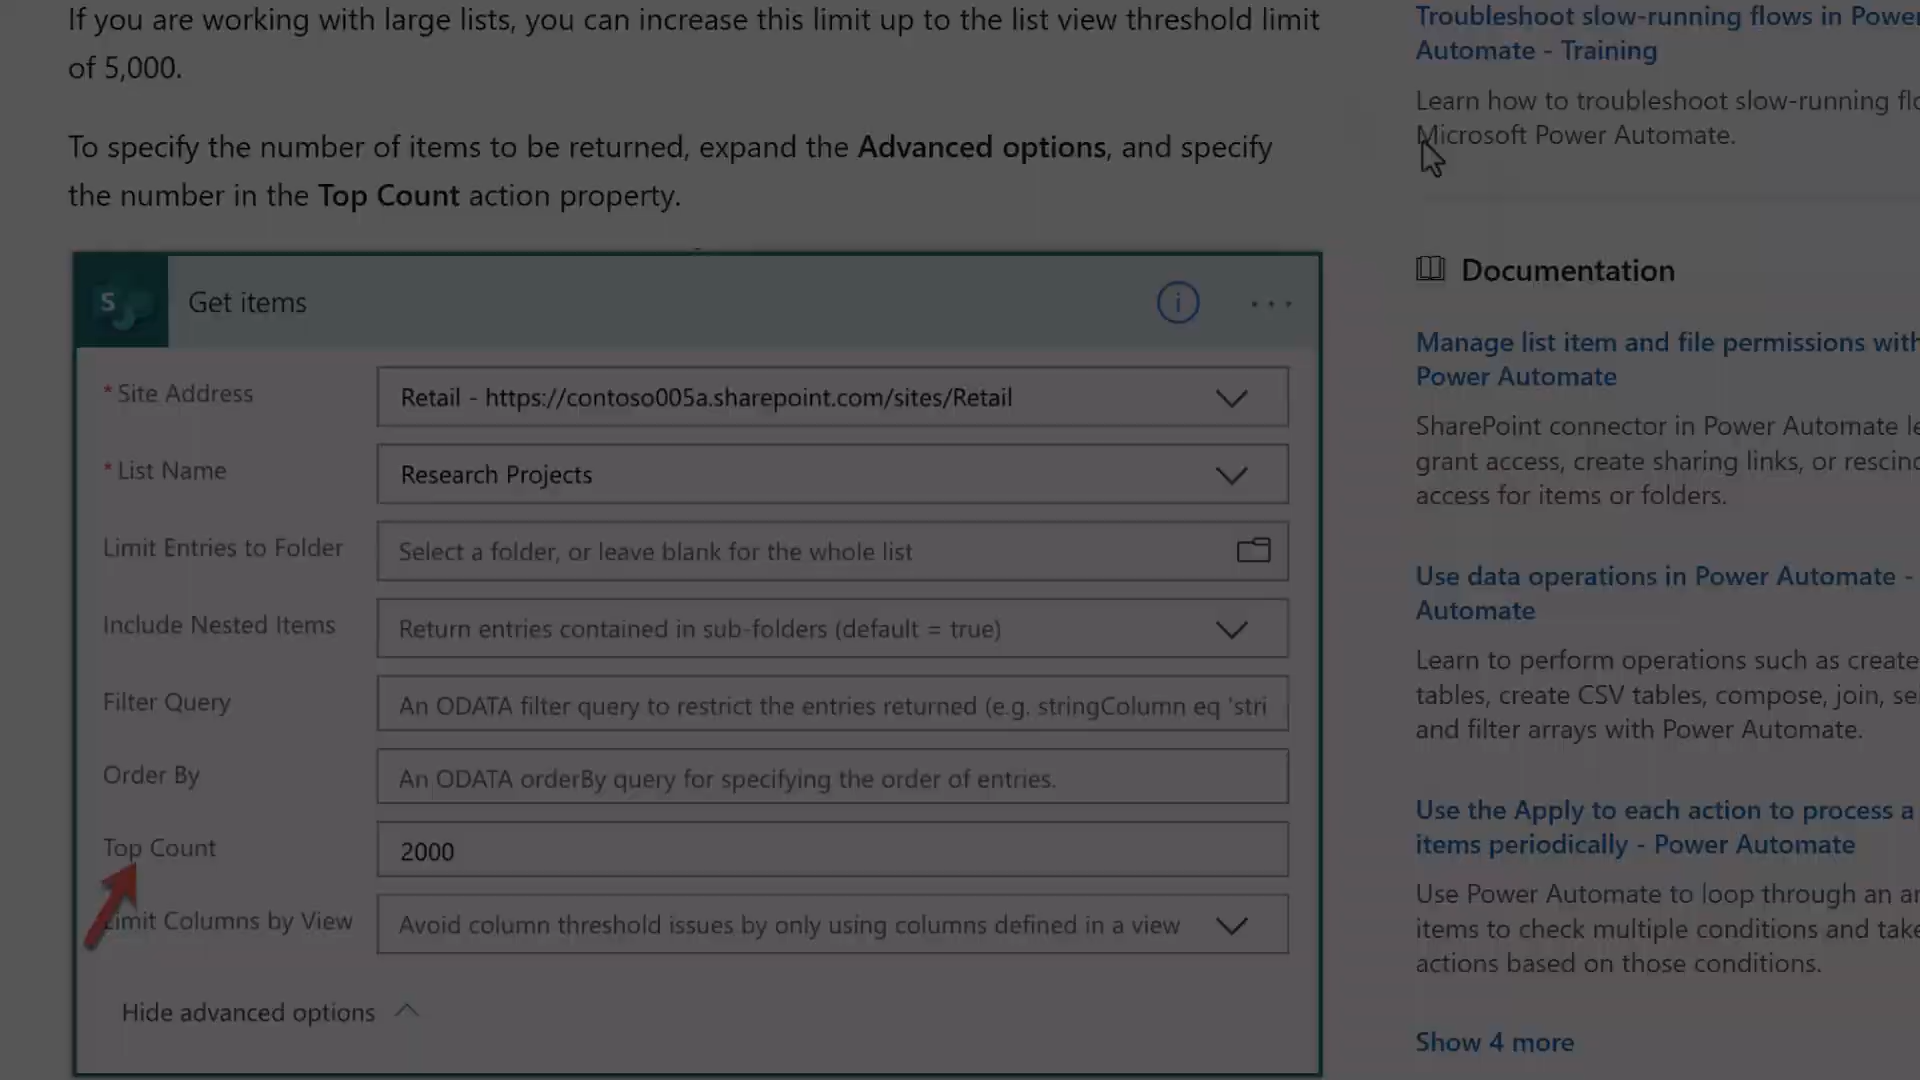 If you are working with large lists, you can increase this limit up to the list view threshold limit
of 5,000.
To specify the number of items to be returned, expand the Advanced options, and specify
the number in the Top Count action property.
S
Get items
* Site Address
Retail - https://contoso005a.sharepoint.com/sites/Retail
* List Name
Research Projects
Limit Entries to Folder
Select a folder, or leave blank for the whole list
Include Nested Items
Return entries contained in sub-folders (default = true)
Filter Query
An ODATA filter query to restrict the entries returned (e.g. stringColumn eq 'stri
Order By
An ODATA orderBy query for specifying the order of entries.
Top Count
2000
Limit Columns by View
Avoid column threshold issues by only using columns defined in a view
Hide advanced options
Troubleshoot slow-running flows in Power
Automate - Training
Learn how to troubleshoot slow-running
Microsoft Power Automate.
Documentation
Manage list item and file permissions with
Power Automate
SharePoint connector in Power Automate
grant access, create sharing links, or
access for items or folders.
Use data operations in Power Automate -
Automate
Learn to perform operations such as create
tables, create CSV tables, compose, join,
and filter arrays with Power Automate.
Use the Apply to each action to process a
items periodically - Power Automate
Use Power Automate to loop through an
items to check multiple conditions and take
actions based on those conditions.
Show 4 more